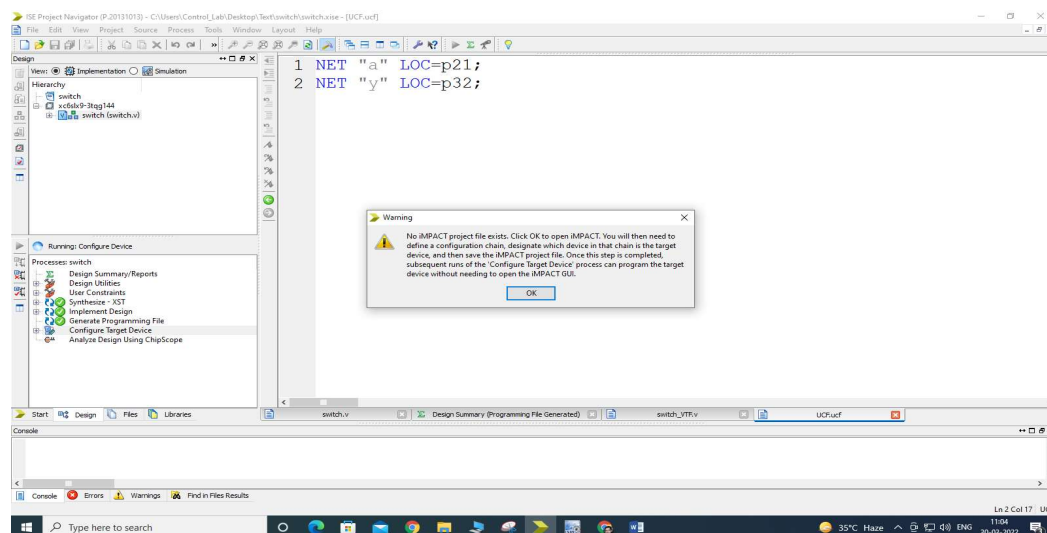 ISE Project Navigator (P.20131013) - C:\Users\Control_Lab\Desktop\Text\switch\switch.xise - [UCF.ucf]
File Edit View Project Source Process Tools Window Layout Help
Design
View: Implementation Simulation
Hierarchy
switch
xc6slx9-3tqg144
switch (switch.v)
1 NET "a" LOC=p21;
2 NET "y" LOC=p32;
Warning
No iMPACT project file exists. Click OK to open iMPACT. You will then need to
define a configuration chain, designate which device in that chain is the target
device, and then save the iMPACT project file. Once this step is completed,
subsequent runs of the 'Configure Target Device' process can program the target
device without needing to open the iMPACT GUI.
OK
Running: Configure Device
Processes: switch
Design Summary/Reports
Design Utilities
User Constraints
Synthesize - XST
Implement Design
Generate Programming File
Configure Target Device
Analyze Design Using ChipScope
Start Design Files Libraries
switch.v Design Summary (Programming File Generated) switch_VTF.v UCF.ucf
Console
Console Errors Warnings Find in Files Results
Ln 2 Col 17
Type here to search
35°C Haze ENG
11:04
20-03-2022